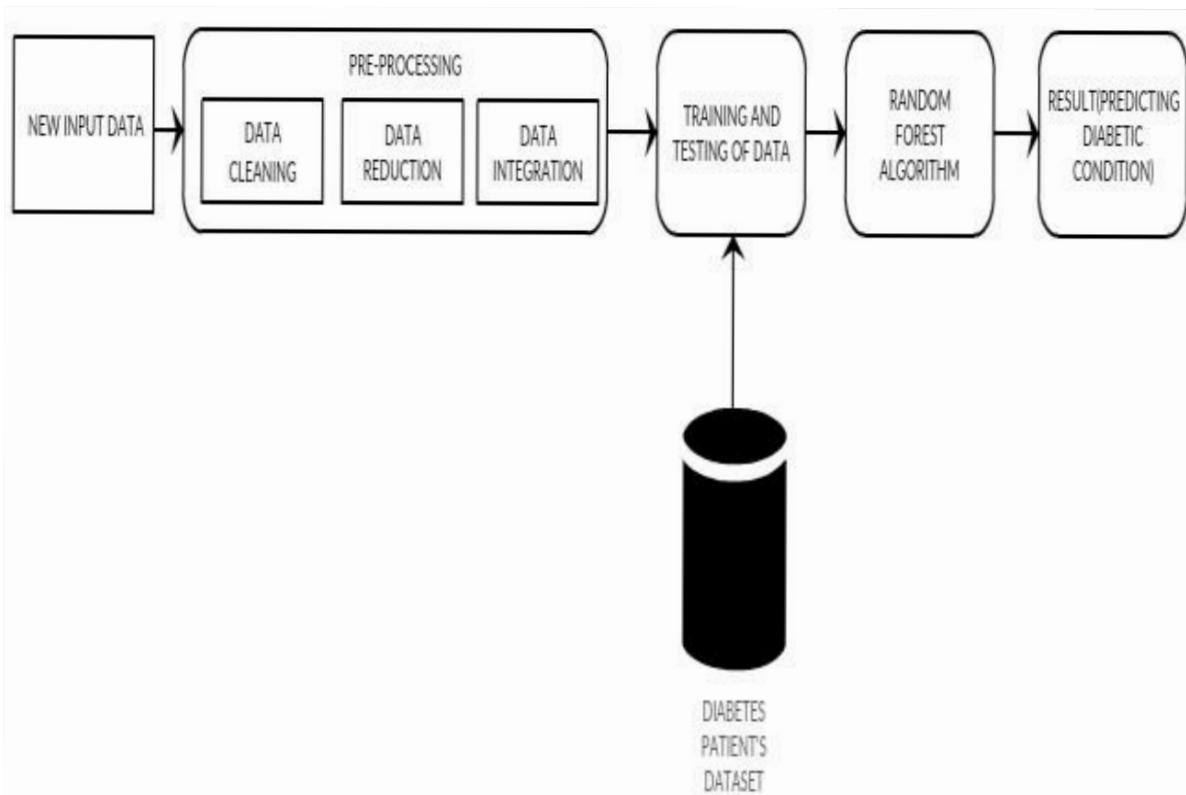 NEW INPUT DATA
PRE-PROCESSING
DATA
CLEANING
DATA
REDUCTION
DATA
INTEGRATION
TRAINING AND
TESTING OF DATA
RANDOM
FOREST
ALGORITHM
RESULT(PREDICTING
DIABETIC
CONDITION)
DIABETES
PATIENT'S
DATASET